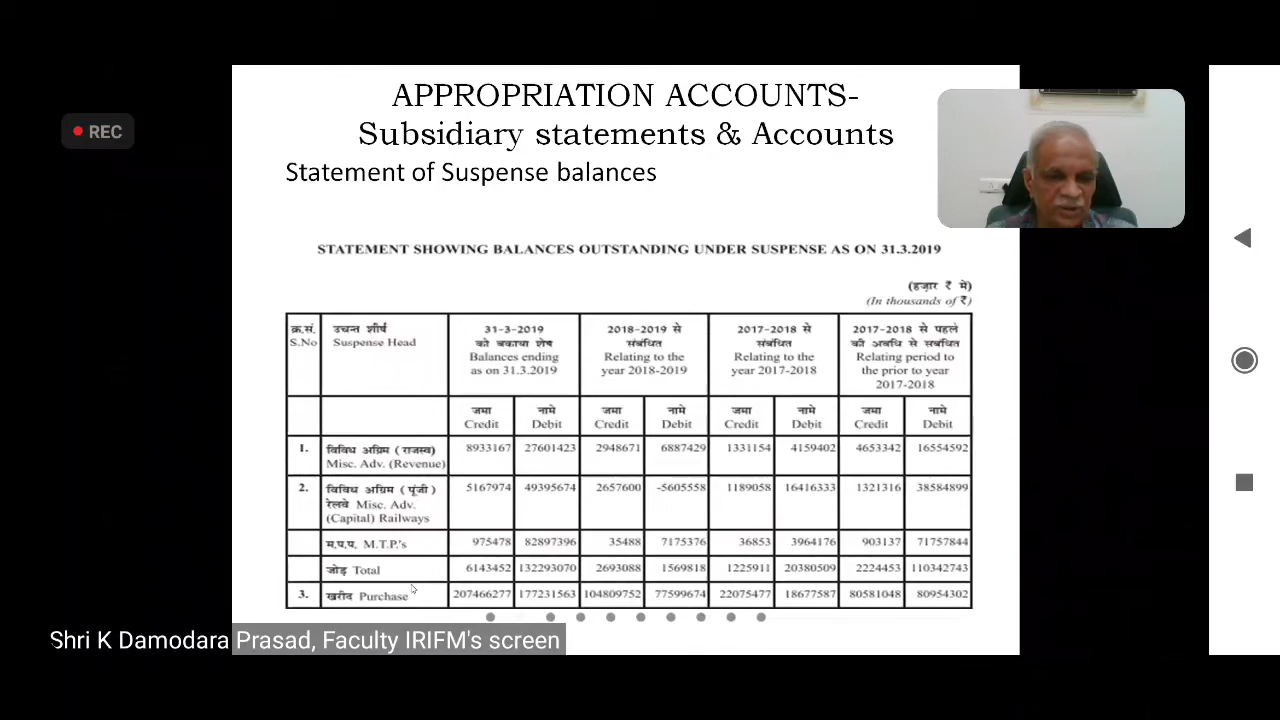 APPROPRIATION ACCOUNTS-
Subsidiary statements & Accounts
REC
Statement of Suspense balances
STATEMENT SHOWING BALANCES OUTSTANDING UNDER SUSPENSE AS ON 31.3.2019
(हज़ार ₹ में)
(In thousands of ₹)
क्र.सं. उचन्त शीर्ष 31-3-2019 2018-2019 से 2017-2018 से 2017-2018 से पहले
S.No Suspense Head को बकाया शेष संबंधित संबंधित की अवधि से सबंधित
Balances ending Relating to the Relating to the Relating period to
as on 31.3.2019 year 2018-2019 year 2017-2018 the prior to year
2017-2018
जमा नामे जमा नामे जमा नामे जमा नामे
Credit Debit Credit Debit Credit Debit Credit Debit
1. विविध अग्रिम (राजस्व) 8933167 27601423 2948671 6887429 1331154 4159402 4653342 16554592
Misc. Adv. (Revenue)
2. विविध अग्रिम (पूंजी) 5167974 49395674 2657600 -5605558 1189058 16416333 1321316 38584899
रेलवे Misc. Adv.
(Capital) Railways
म.प.प. M.T.P.'s 975478 82897396 35488 7175376 36853 3964176 903137 71757844
जोड़ Total 6143452 132293070 2693088 1569818 1225911 20380509 2224453 110342743
3. खरीद Purchase 207466277 177231563 104809752 77599674 22075477 18677587 80581048 80954302
Shri K Damodara Prasad, Faculty IRIFM's screen